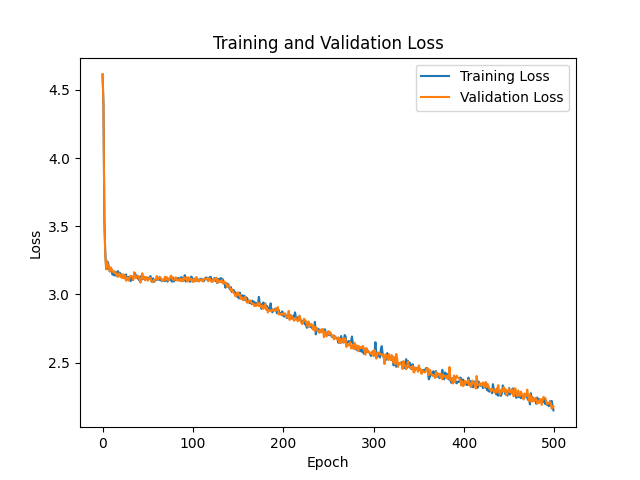 Training and Validation Loss
Training Loss
Validation Loss
Loss
4.5
4.0
3.5
3.0
2.5
0 100 200 300 400 500
Epoch